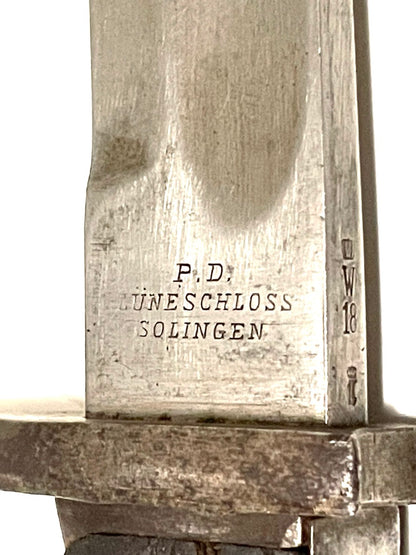 P.D.
LÜNESCHLOSS
SOLINGEN
W
18